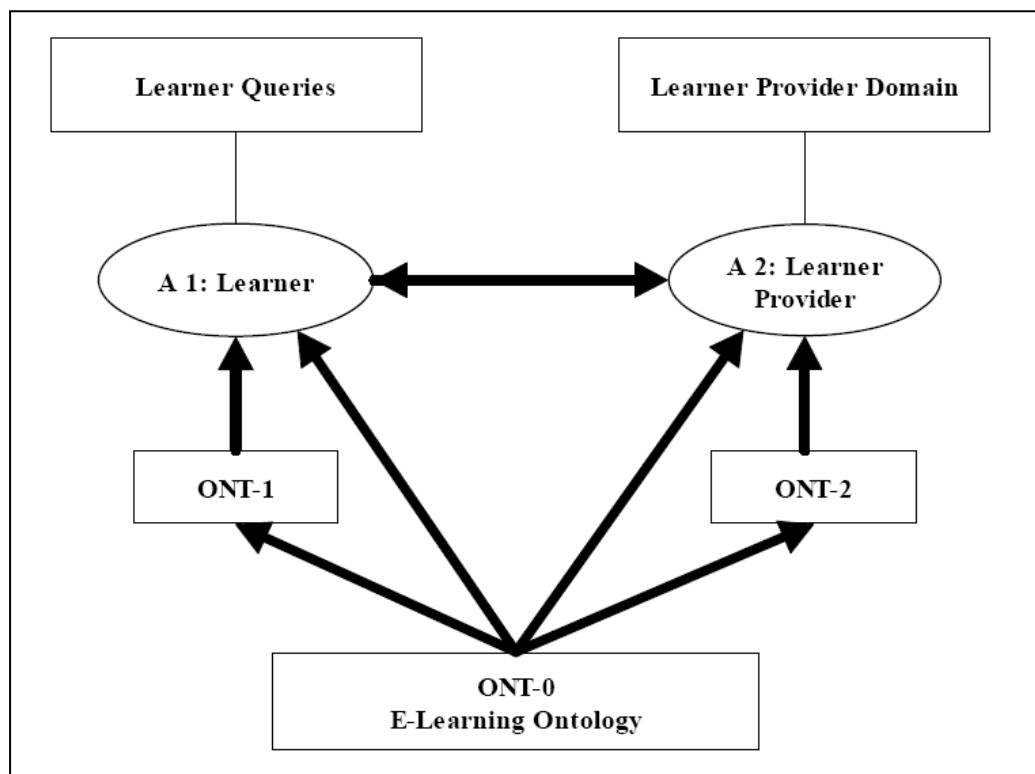 Learner Queries
Learner Provider Domain
A 1: Learner
A 2: Learner
Provider
ONT-1
ONT-2
ONT-0
E-Learning Ontology